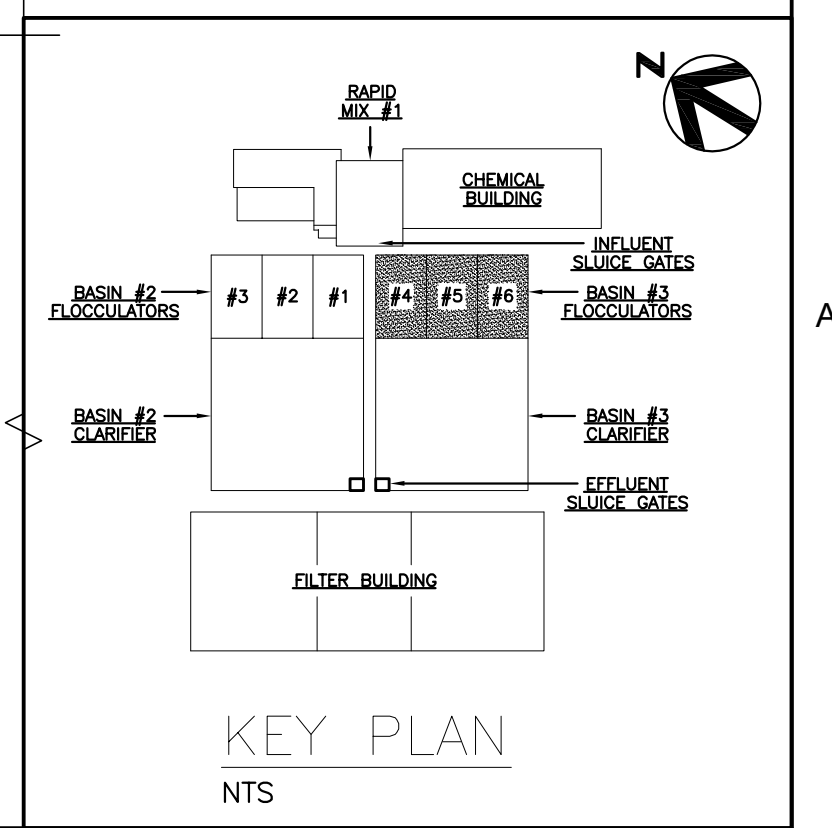 N
RAPID
MIX #1
CHEMICAL
BUILDING
INFLUENT
SLUICE GATES
BASIN #2
FLOCCULATORS
#3
#2
#1
#4
#5
#6
BASIN #3
FLOCCULATORS
A
BASIN #2
CLARIFIER
BASIN #3
CLARIFIER
EFFLUENT
SLUICE GATES
FILTER BUILDING
KEY PLAN
NTS